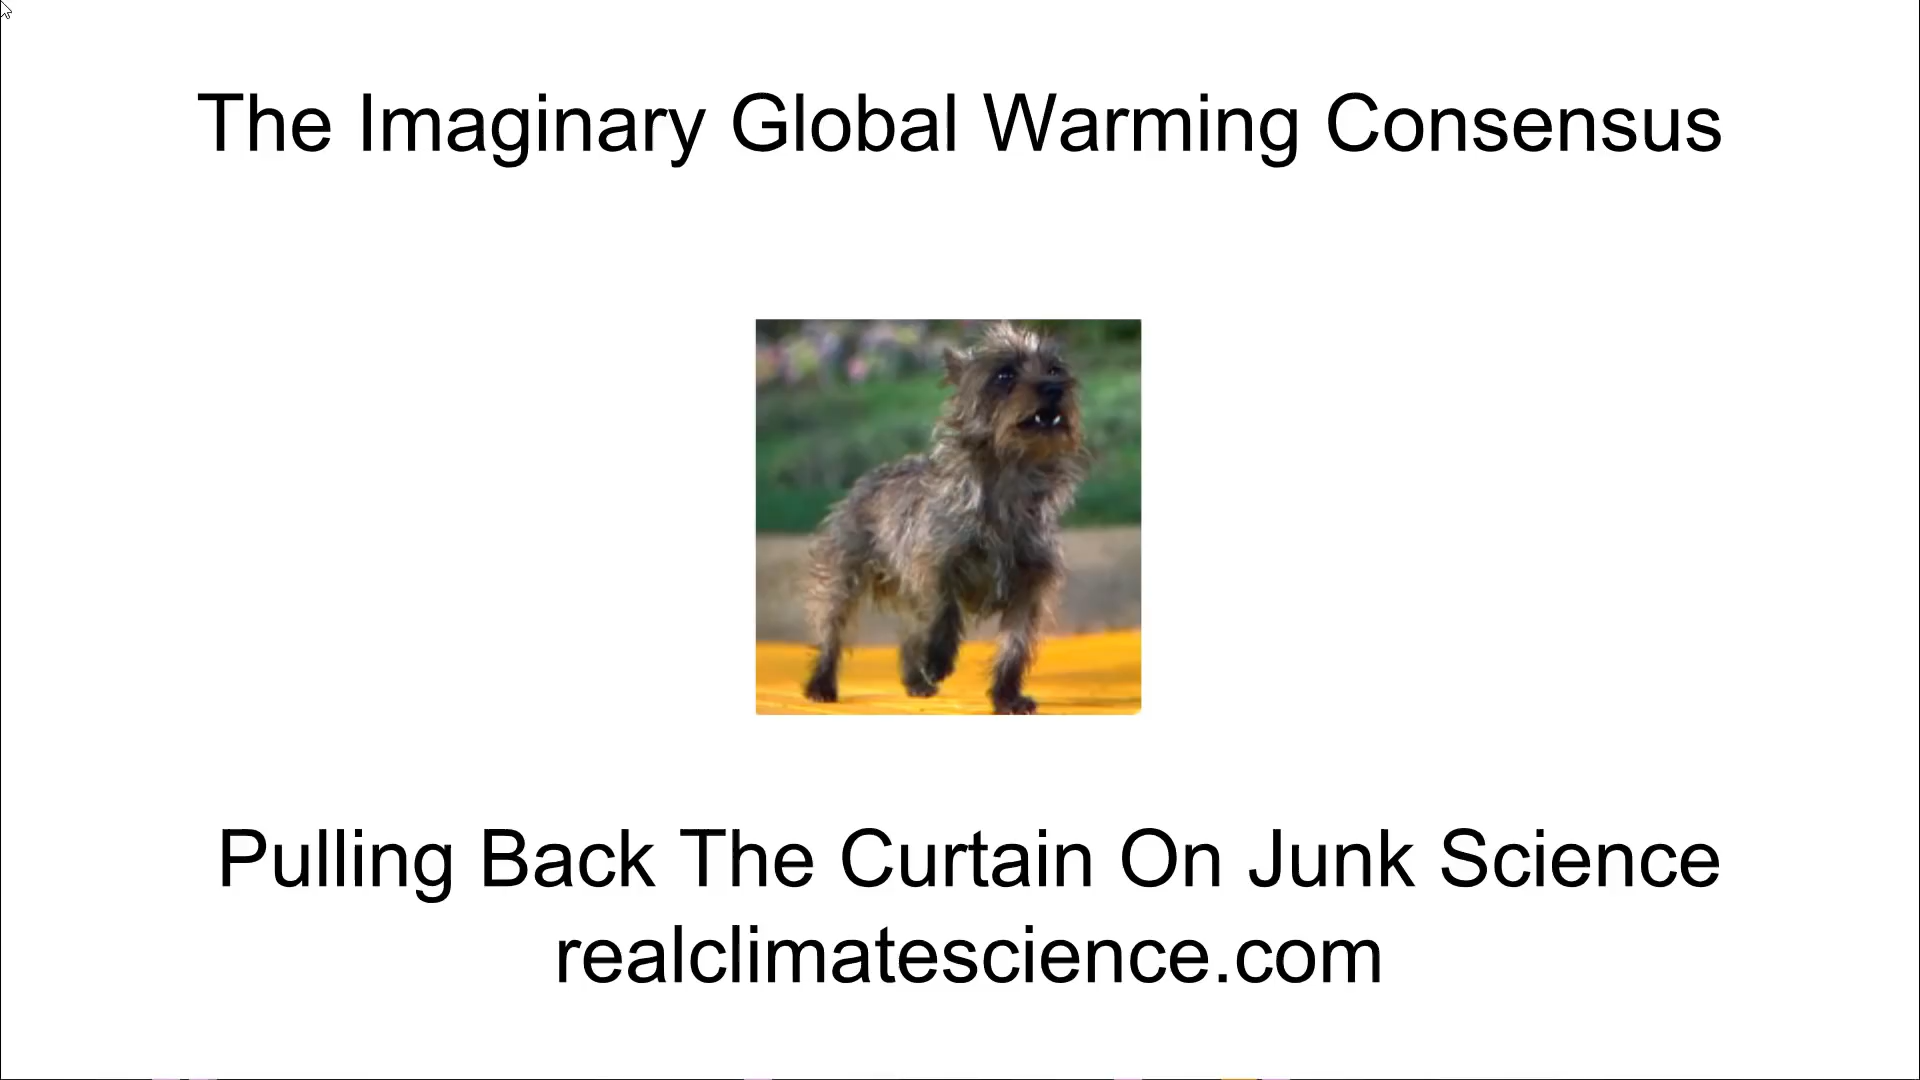 The Imaginary Global Warming Consensus
Pulling Back The Curtain On Junk Science
realclimatescience.com